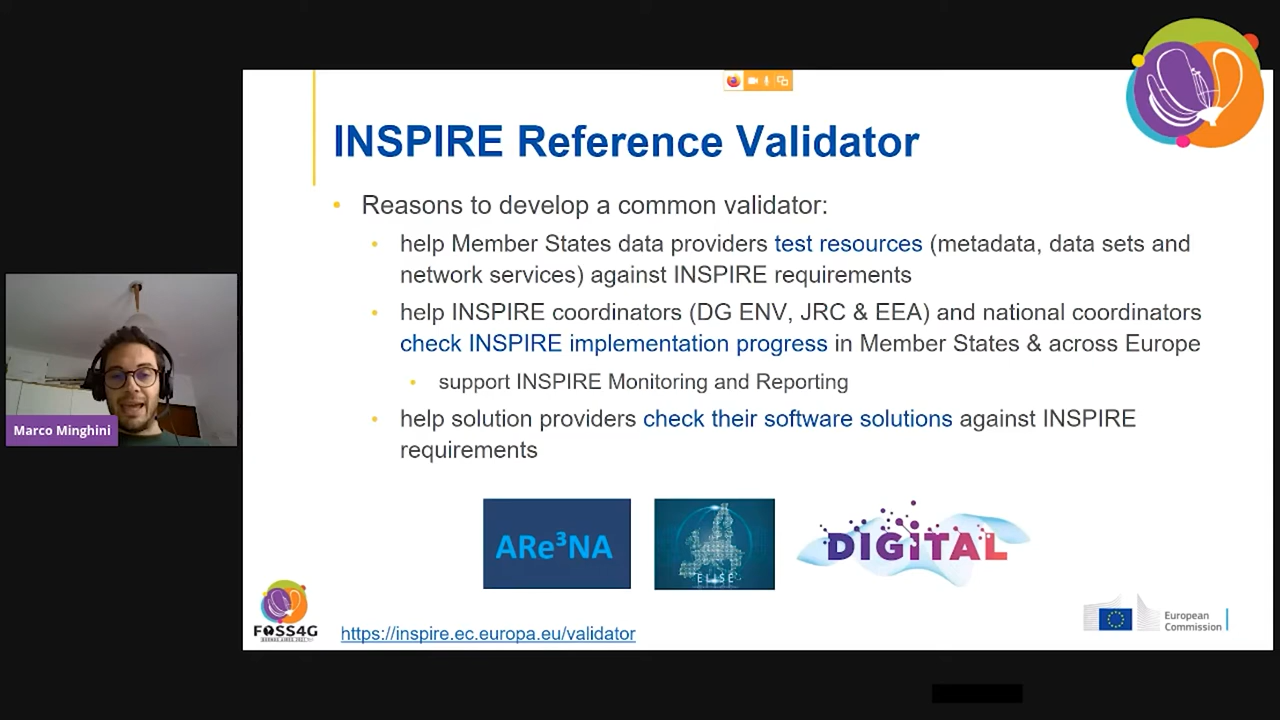 INSPIRE Reference Validator
• Reasons to develop a common validator:
• help Member States data providers test resources (metadata, data sets and
network services) against INSPIRE requirements
• help INSPIRE coordinators (DG ENV, JRC & EEA) and national coordinators
check INSPIRE implementation progress in Member States & across Europe
• support INSPIRE Monitoring and Reporting
• help solution providers check their software solutions against INSPIRE
requirements
Marco Minghini
ARe³NA
ELISE
DIGITAL
FOSS4G
BUENOS AIRES 2021
https://inspire.ec.europa.eu/validator
European
Commission